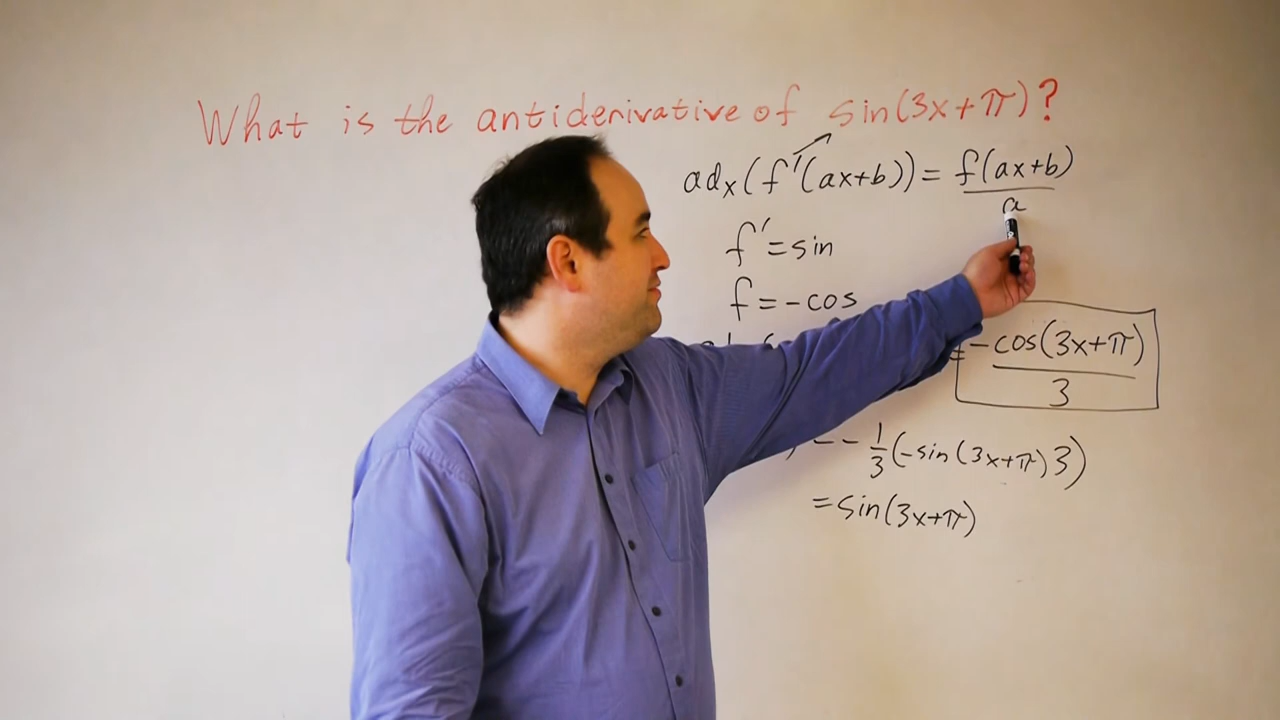 What is the antiderivative of sin(3x+π)?
adₓ(f'(ax+b)) = f(ax+b)/a
f'=sin
f=-cos
= -cos(3x+π)/3
= -1/3(-sin(3x+π)3)
=sin(3x+π)